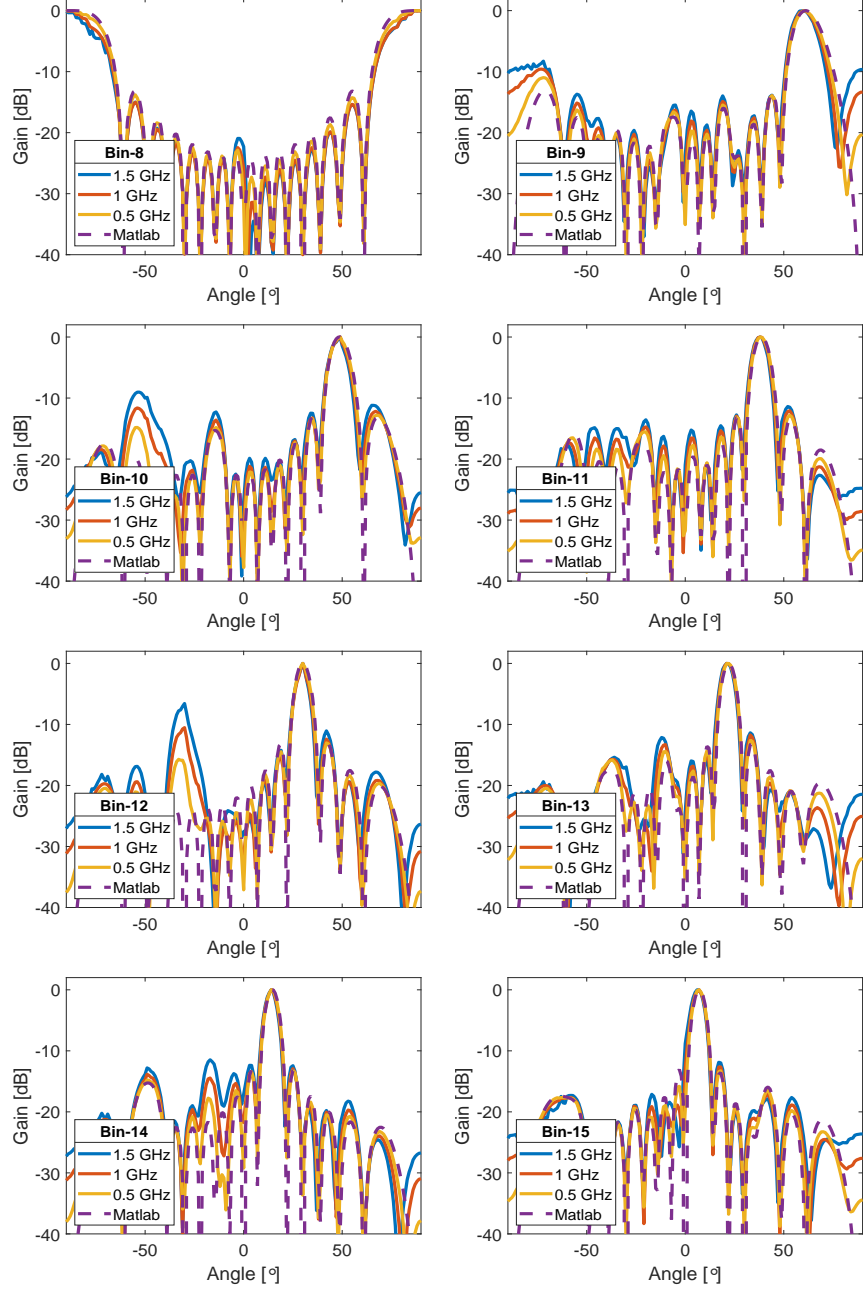 0
-10
-20
-30
-40
Gain [dB]
Bin-8
1.5 GHz
1 GHz
0.5 GHz
Matlab
-50 0 50
Angle [°]
0
-10
-20
-30
-40
Gain [dB]
Bin-9
1.5 GHz
1 GHz
0.5 GHz
Matlab
-50 0 50
Angle [°]
0
-10
-20
-30
-40
Gain [dB]
Bin-10
1.5 GHz
1 GHz
0.5 GHz
Matlab
-50 0 50
Angle [°]
0
-10
-20
-30
-40
Gain [dB]
Bin-11
1.5 GHz
1 GHz
0.5 GHz
Matlab
-50 0 50
Angle [°]
0
-10
-20
-30
-40
Gain [dB]
Bin-12
1.5 GHz
1 GHz
0.5 GHz
Matlab
-50 0 50
Angle [°]
0
-10
-20
-30
-40
Gain [dB]
Bin-13
1.5 GHz
1 GHz
0.5 GHz
Matlab
-50 0 50
Angle [°]
0
-10
-20
-30
-40
Gain [dB]
Bin-14
1.5 GHz
1 GHz
0.5 GHz
Matlab
-50 0 50
Angle [°]
0
-10
-20
-30
-40
Gain [dB]
Bin-15
1.5 GHz
1 GHz
0.5 GHz
Matlab
-50 0 50
Angle [°]